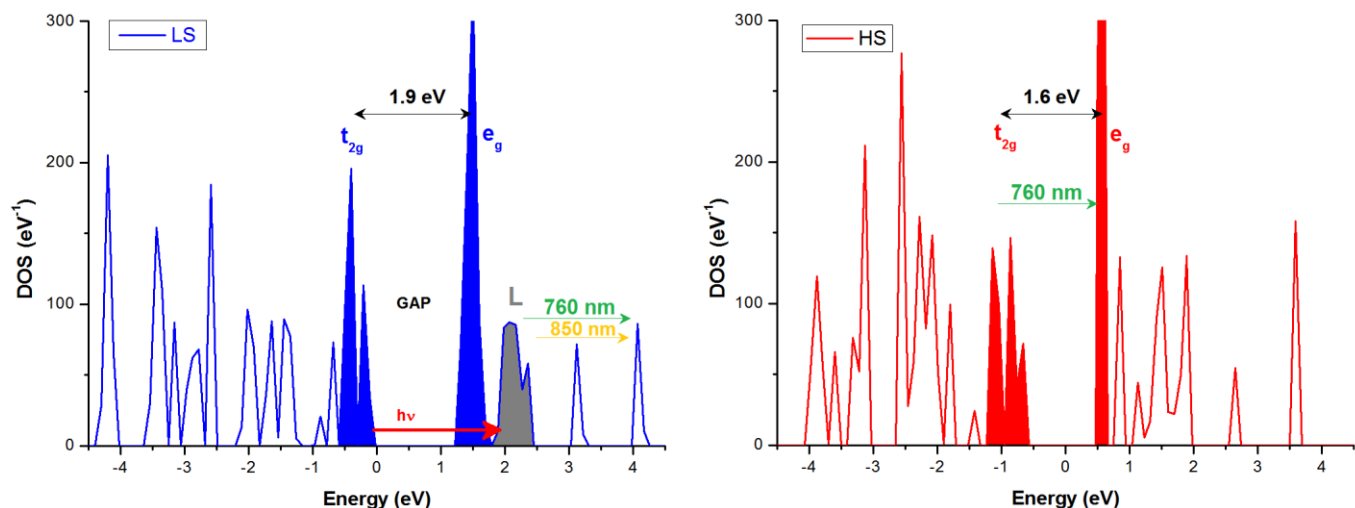 LS
1.9 eV
t2g
eg
GAP
L
760 nm
850 nm
hν
DOS (eV⁻¹)
300
200
100
0
-4 -3 -2 -1 0 1 2 3 4
Energy (eV)
HS
1.6 eV
t2g
eg
760 nm
DOS (eV⁻¹)
300
200
100
0
-4 -3 -2 -1 0 1 2 3 4
Energy (eV)